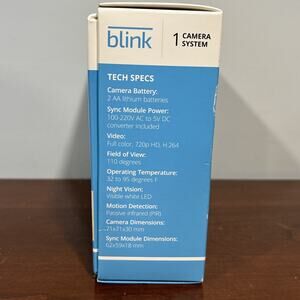 blink
1 CAMERA
SYSTEM
TECH SPECS
Camera Battery:
2 AA lithium batteries
Sync Module Power:
100-220V AC to 5V DC
converter included
Video:
Full color, 720p HD, H.264
Field of View:
110 degrees
Operating Temperature:
32 to 95 degrees F
Night Vision:
Visible white LED
Motion Detection:
Passive infrared (PIR)
Camera Dimensions:
71x71x30 mm
Sync Module Dimensions:
62x59x18 mm